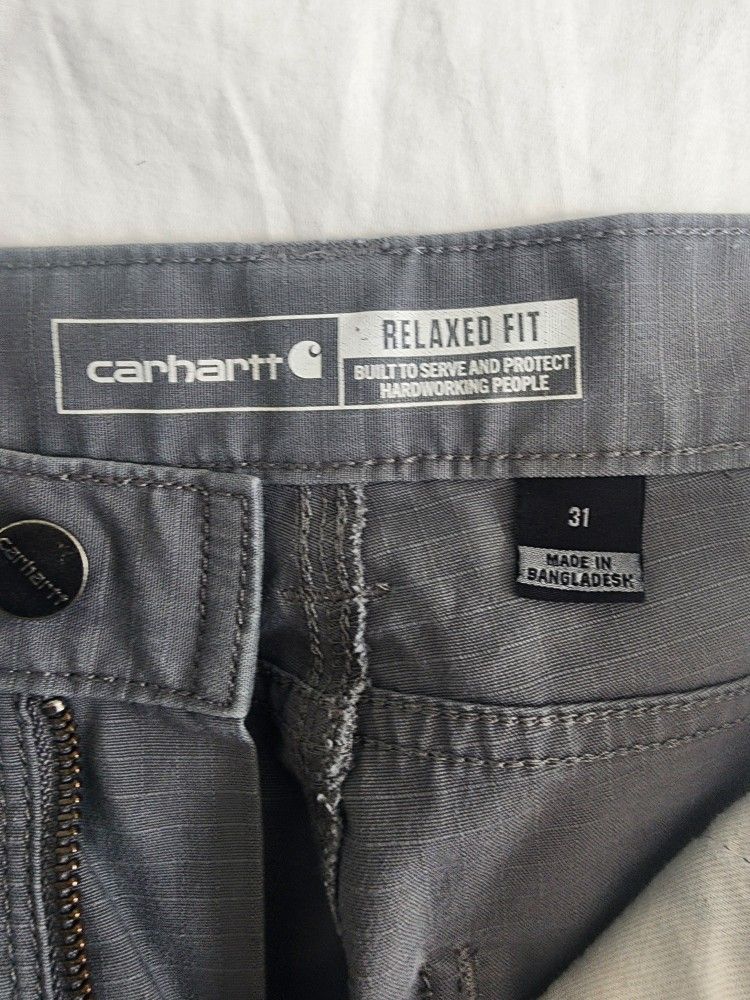 carhartt
RELAXED FIT
BUILT TO SERVE AND PROTECT
HARDWORKING PEOPLE
31
MADE IN
BANGLADESH
carhartt